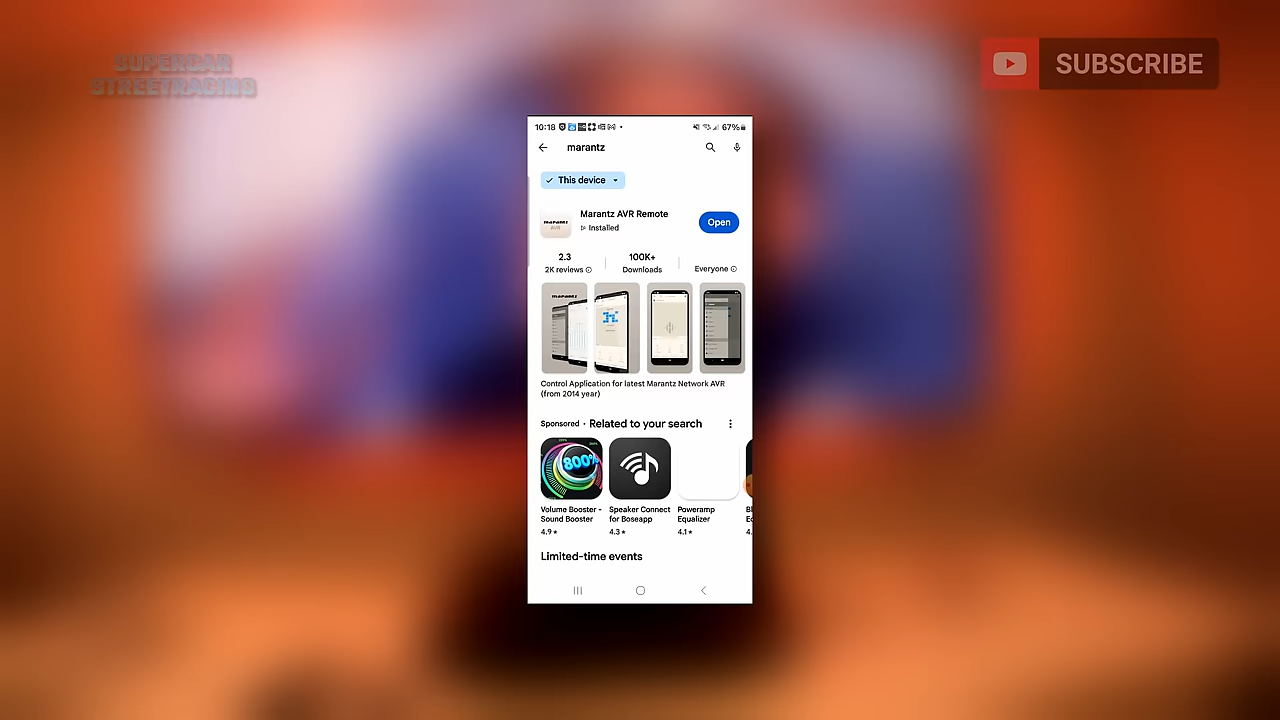 SUPERCAR
STREETRACING
SUBSCRIBE
10:18
67%
marantz
This device
Marantz AVR Remote
Installed
Open
2.3
2K reviews
100K+
Downloads
Everyone
marantz
Control Application for latest Marantz Network AVR
(from 2014 year)
Sponsored • Related to your search
800%
Volume Booster - Sound Booster
4.9★
Speaker Connect for Boseapp
4.3★
Poweramp Equalizer
4.1★
Limited-time events